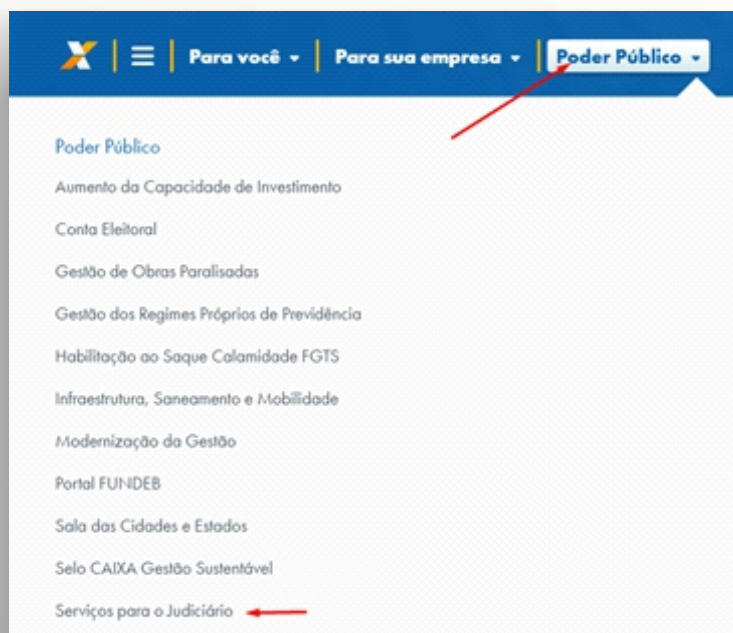 Para você Para sua empresa Poder Público
Poder Público
Aumento da Capacidade de Investimento
Conta Eleitoral
Gestão de Obras Paralisadas
Gestão dos Regimes Próprios de Previdência
Habilitação ao Saque Calamidade FGTS
Infraestrutura, Saneamento e Mobilidade
Modernização da Gestão
Portal FUNDEB
Sala das Cidades e Estados
Selo CAIXA Gestão Sustentável
Serviços para o Judiciário